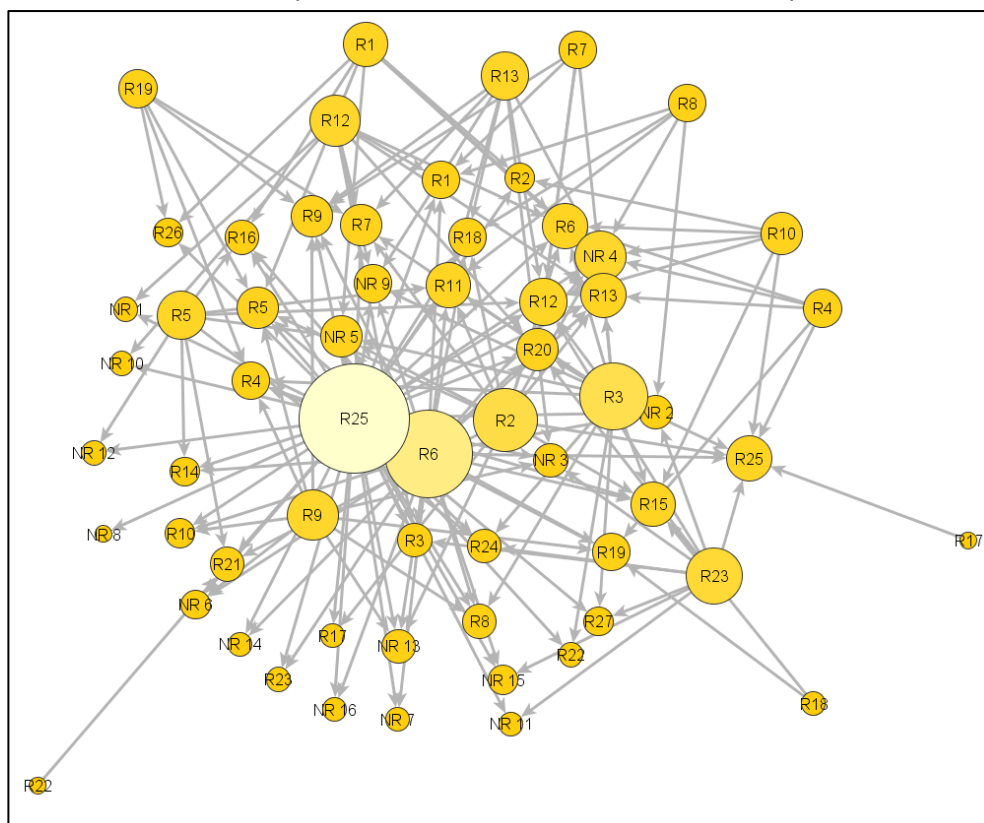 R1
R7
R13
R19
R8
R12
R1
R2
R9
R7
R6
R10
R26
R16
R18
NR 4
NR 9
R11
R13
R12
NR 1
R5
R5
R4
NR 5
R20
NR 10
R4
R3
R25
R2
NR 2
R6
NR 12
NR 3
R25
R14
R15
R9
NR 8
R10
R3
R24
R19
R17
R21
R23
NR 6
R8
R27
R17
NR 14
NR 13
R22
R23
NR 15
R18
NR 16
NR 7
NR 11
R22